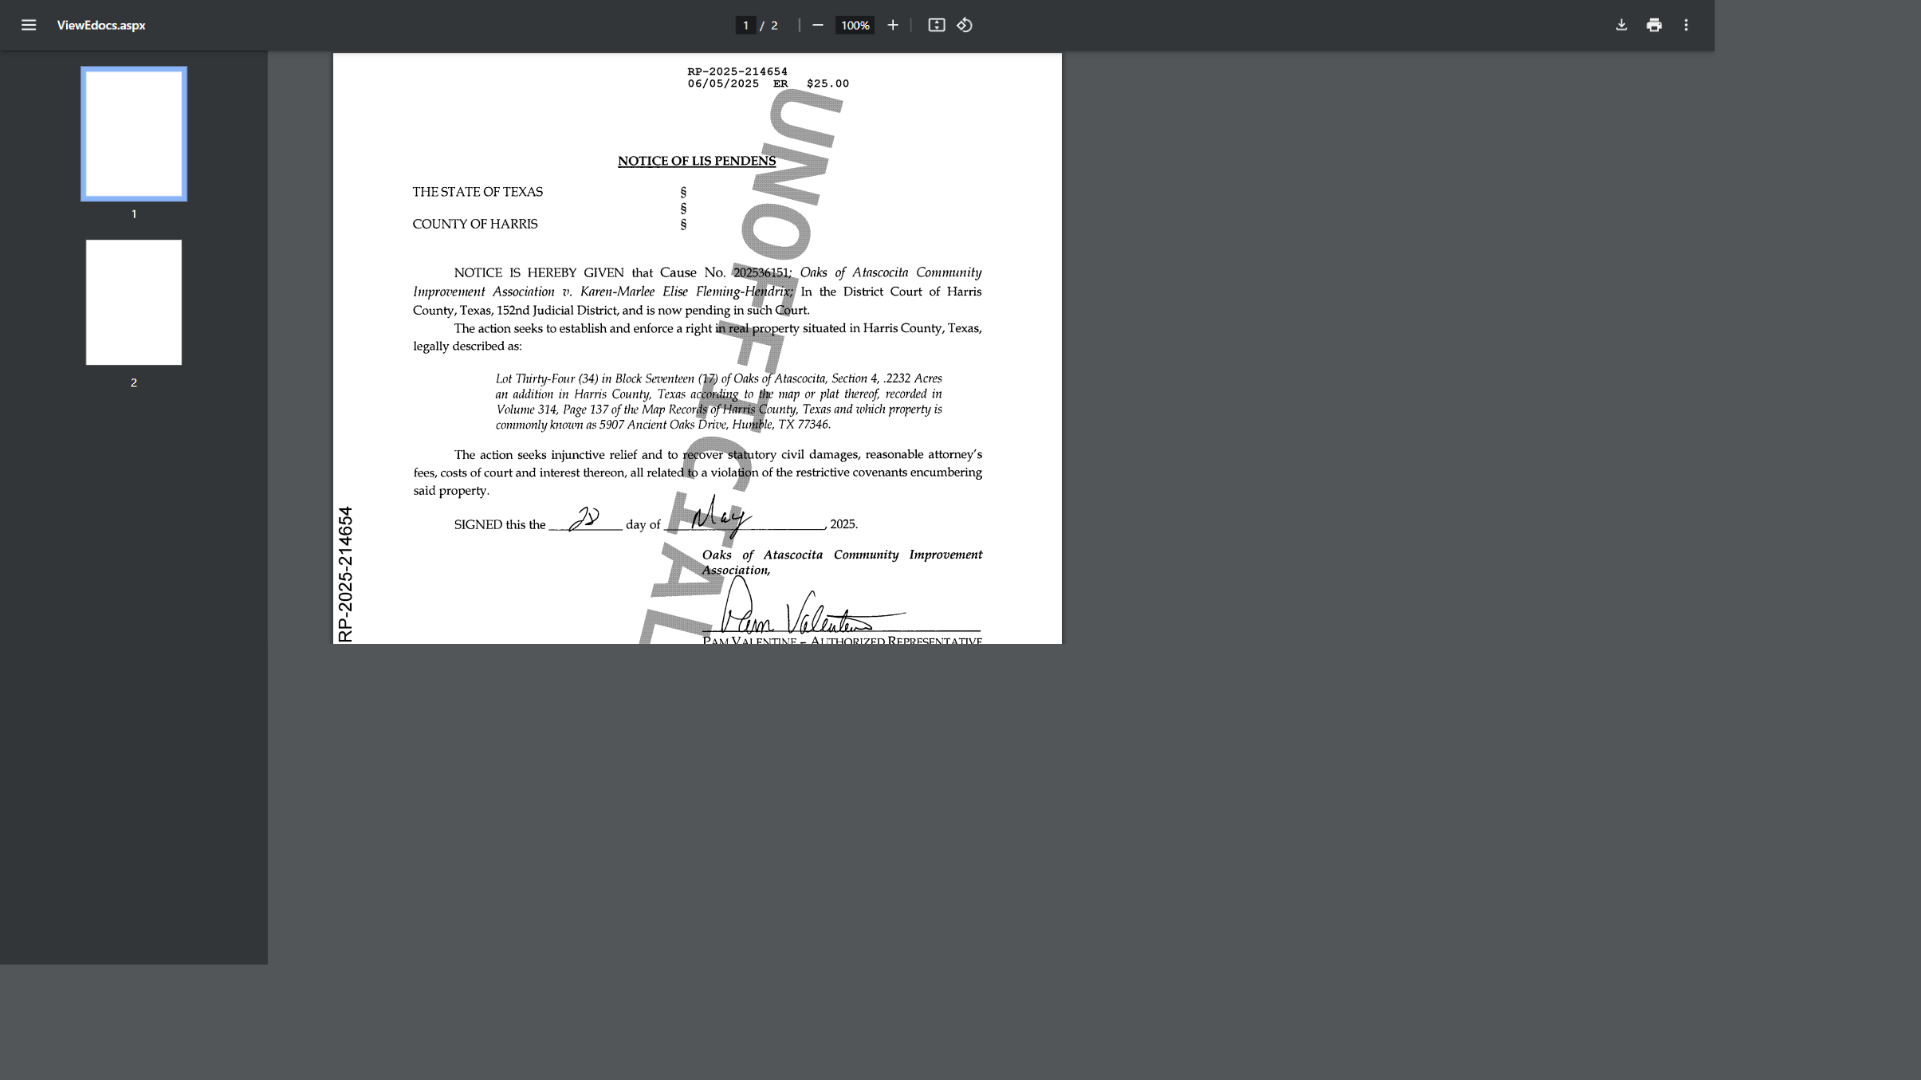 ViewEdocs.aspx
1 / 2
100%
1
2
RP-2025-214654
06/05/2025 ER $25.00
NOTICE OF LIS PENDENS
THE STATE OF TEXAS §
§
COUNTY OF HARRIS §
NOTICE IS HEREBY GIVEN that Cause No. 202536151; Oaks of Atascocita Community
Improvement Association v. Karen-Marlee Elise Fleming-Hendrix; In the District Court of Harris
County, Texas, 152nd Judicial District, and is now pending in such Court.
The action seeks to establish and enforce a right in real property situated in Harris County, Texas,
legally described as:
Lot Thirty-Four (34) in Block Seventeen (17) of Oaks of Atascocita, Section 4, .2232 Acres
an addition in Harris County, Texas according to the map or plat thereof, recorded in
Volume 314, Page 137 of the Map Records of Harris County, Texas and which property is
commonly known as 5907 Ancient Oaks Drive, Humble, TX 77346.
The action seeks injunctive relief and to recover statutory civil damages, reasonable attorney's
fees, costs of court and interest thereon, all related to a violation of the restrictive covenants encumbering
said property.
SIGNED this the 28 day of May, 2025.
Oaks of Atascocita Community Improvement
Association,
Pam Valentine
PAM VALENTINE – AUTHORIZED REPRESENTATIVE
RP-2025-214654
UNOFFICIAL